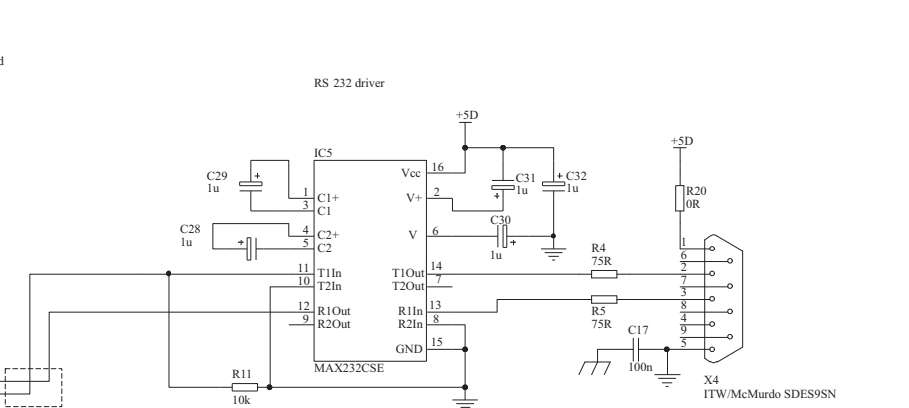 d
RS 232 driver
+5D
+5D
IC5
C29
1u
+
1 C1+
3 C1
C28
1u
+
4 C2+
5 C2
11 T1In
10 T2In
12 R1Out
9 R2Out
Vcc 16
V+ 2
V 6
T1Out 14
T2Out 7
R1In 13
R2In 8
GND 15
MAX232CSE
C31
1u
+
+ C32
1u
C30
1u
+
R20
0R
R4
75R
R5
75R
C17
100n
1
6
2
7
3
8
4
9
5
X4
ITW/McMurdo SDES9SN
R11
10k